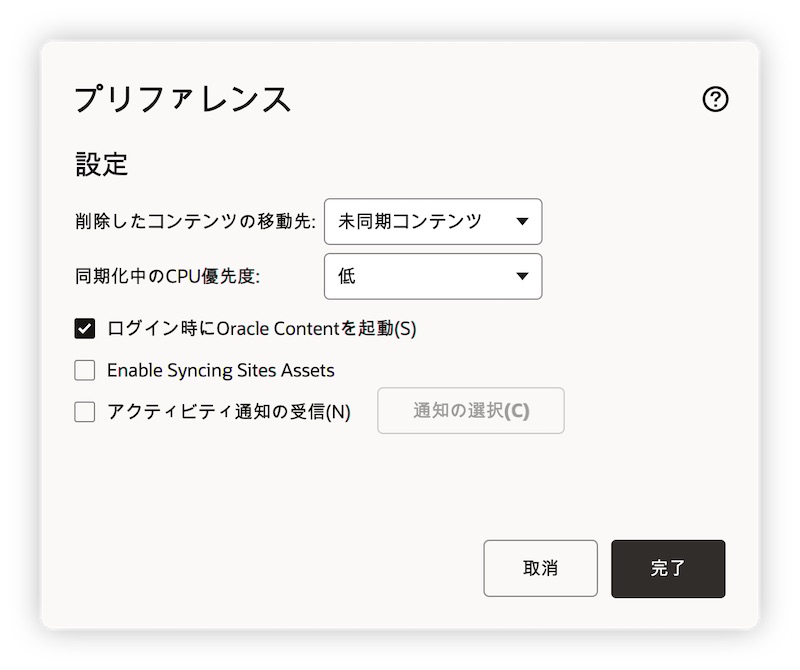 プリファレンス
設定
削除したコンテンツの移動先: 未同期コンテンツ
同期化中のCPU優先度: 低
ログイン時にOracle Contentを起動(S)
Enable Syncing Sites Assets
アクティビティ通知の受信(N) 通知の選択(C)
取消 完了